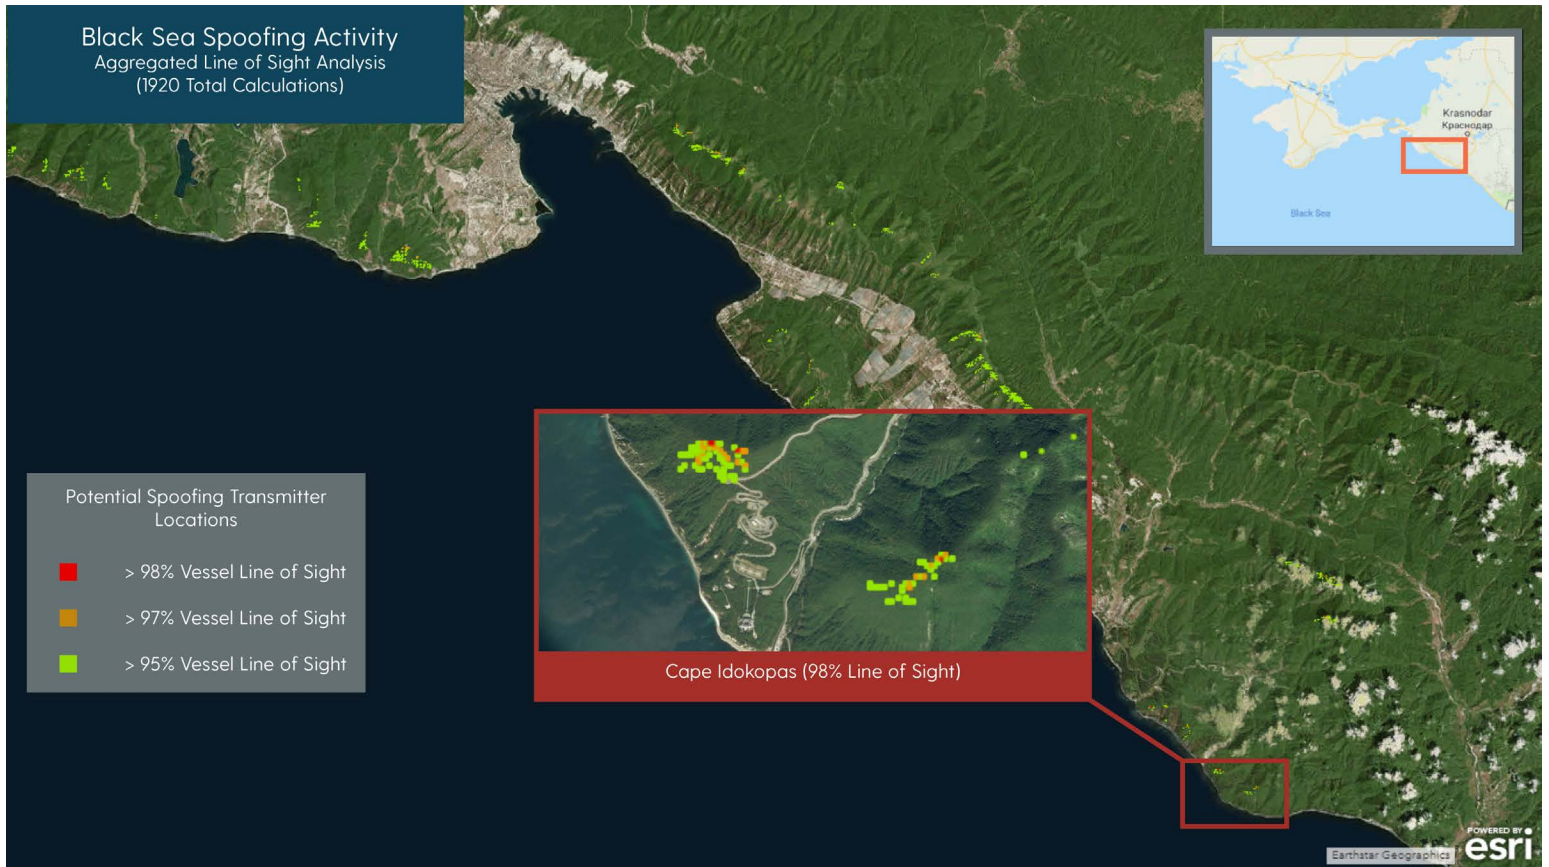 Black Sea Spoofing Activity
Aggregated Line of Sight Analysis
(1920 Total Calculations)
Krasnodar
Краснодар
Black Sea
Potential Spoofing Transmitter
Locations
> 98% Vessel Line of Sight
> 97% Vessel Line of Sight
> 95% Vessel Line of Sight
Cape Idokopas (98% Line of Sight)
POWERED BY
esri
Earthstar Geographics